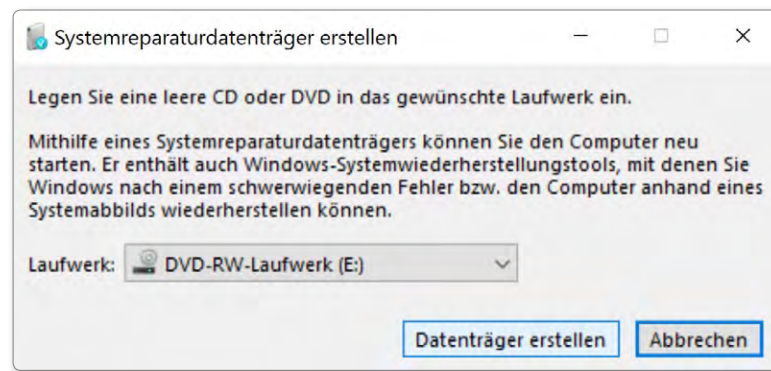 Systemreparaturdatenträger erstellen
Legen Sie eine leere CD oder DVD in das gewünschte Laufwerk ein.
Mithilfe eines Systemreparaturdatenträgers können Sie den Computer neu
starten. Er enthält auch Windows-Systemwiederherstellungstools, mit denen Sie
Windows nach einem schwerwiegenden Fehler bzw. den Computer anhand eines
Systemabbilds wiederherstellen können.
Laufwerk: DVD-RW-Laufwerk (E:)
Datenträger erstellen Abbrechen